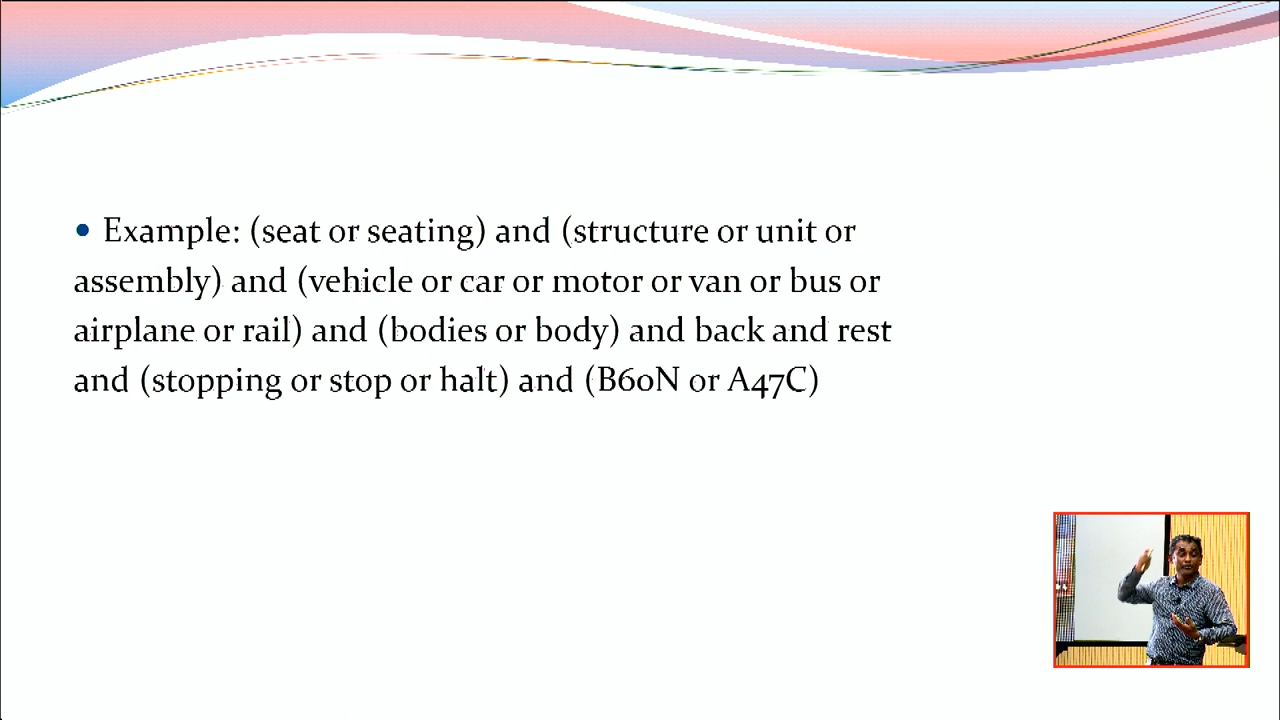 • Example: (seat or seating) and (structure or unit or
assembly) and (vehicle or car or motor or van or bus or
airplane or rail) and (bodies or body) and back and rest
and (stopping or stop or halt) and (B60N or A47C)